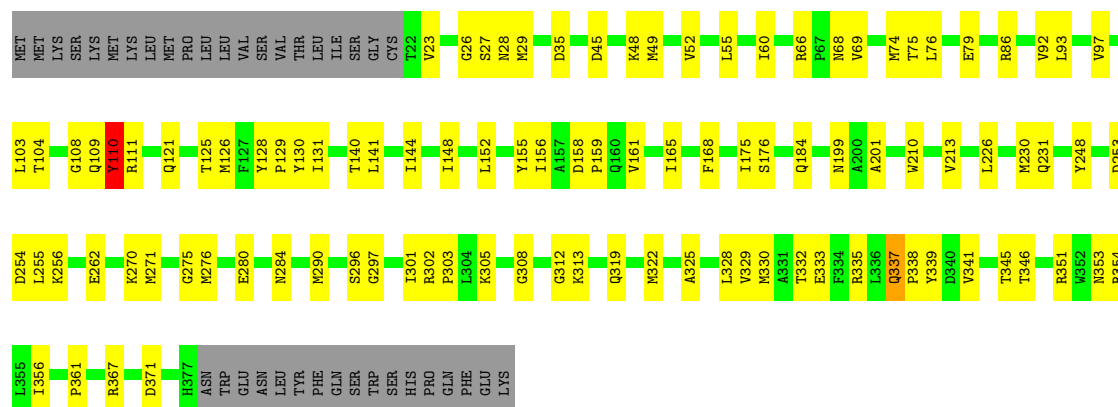 MET MET LYS SER LYS MET LYS LEU MET PRO LEU LEU VAL SER VAL THR LEU ILE SER GLY CYS T22 V23 G26 S27 N28 M29 D35 D45 K48 M49 V52 L55 I60 R66 P67 N68 V69 M74 T75 L76 E79 R86 V92 L93 V97
L103 T104 G108 Q109 Y110 R111 Q121 T125 M126 F127 Y128 P129 Y130 I131 T140 L141 I144 I148 L152 Y155 I156 A157 D158 P159 Q160 V161 I165 F168 I175 S176 Q184 N199 A200 A201 W210 V213 L226 M230 Q231 Y248 D253
D254 L255 K256 E262 K270 M271 G275 M276 E280 N284 M290 S296 G297 I301 R302 P303 L304 K305 G308 G312 K313 Q319 M322 A325 L328 V329 M330 A331 T332 E333 F334 R335 L336 Q337 P338 Y339 D340 V341 T345 T346 R351 W352 N353 R354
L355 I356 P361 R367 D371 H377 ASN TRP GLU ASN LEU TYR PHE GLN SER TRP SER HIS PRO GLN PHE GLU LYS